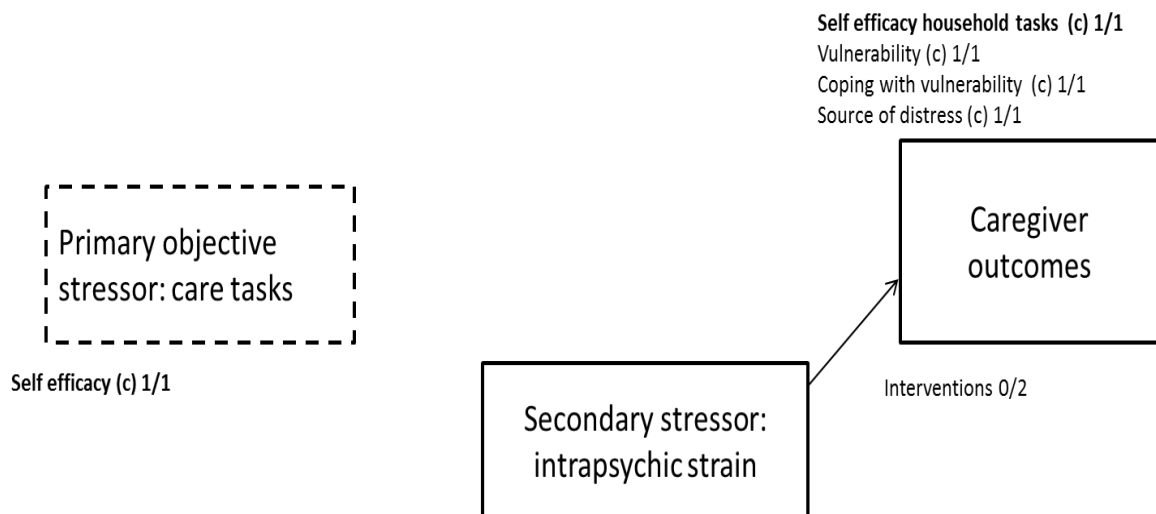 Self efficacy household tasks (c) 1/1
Vulnerability (c) 1/1
Coping with vulnerability (c) 1/1
Source of distress (c) 1/1
Primary objective
stressor: care tasks
Caregiver
outcomes
Self efficacy (c) 1/1
Interventions 0/2
Secondary stressor:
intrapsychic strain